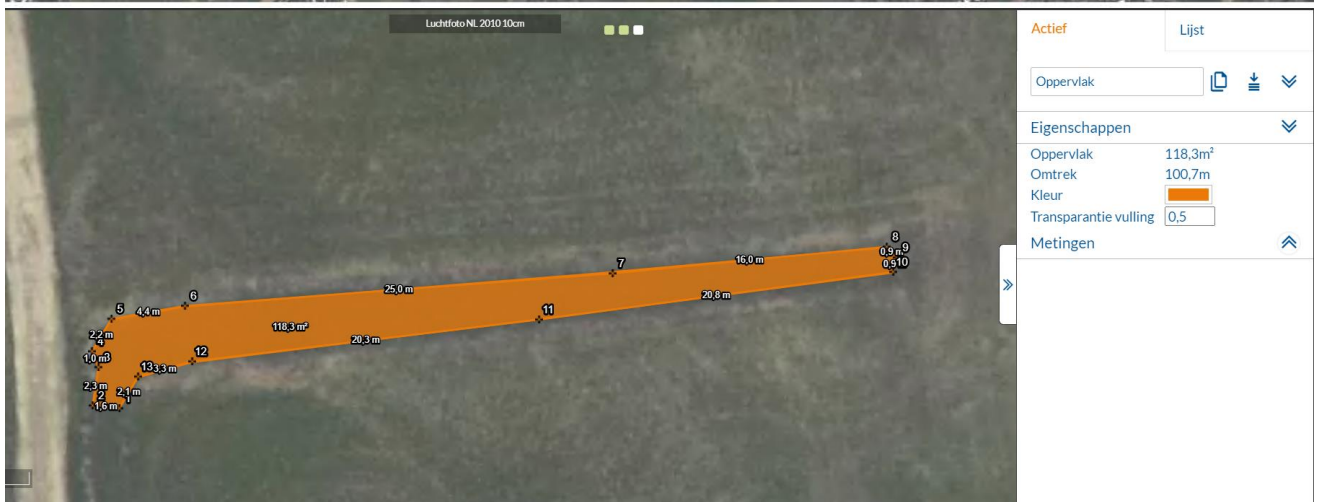 Luchtfoto NL 2010 10cm
Actief
Lijst
Oppervlak
Eigenschappen
Oppervlak 118,3m²
Omtrek 100,7m
Kleur
Transparantie vulling 0,5
Metingen
8
9
0,9 m
0,9
10
7
16,0 m
20,8 m
6
25,0 m
5
4,4 m
11
118,3 m²
2,2 m
4
20,3 m
12
1,0 m
3
13
3,3 m
2,3 m
2
2,1 m
1
1,6 m